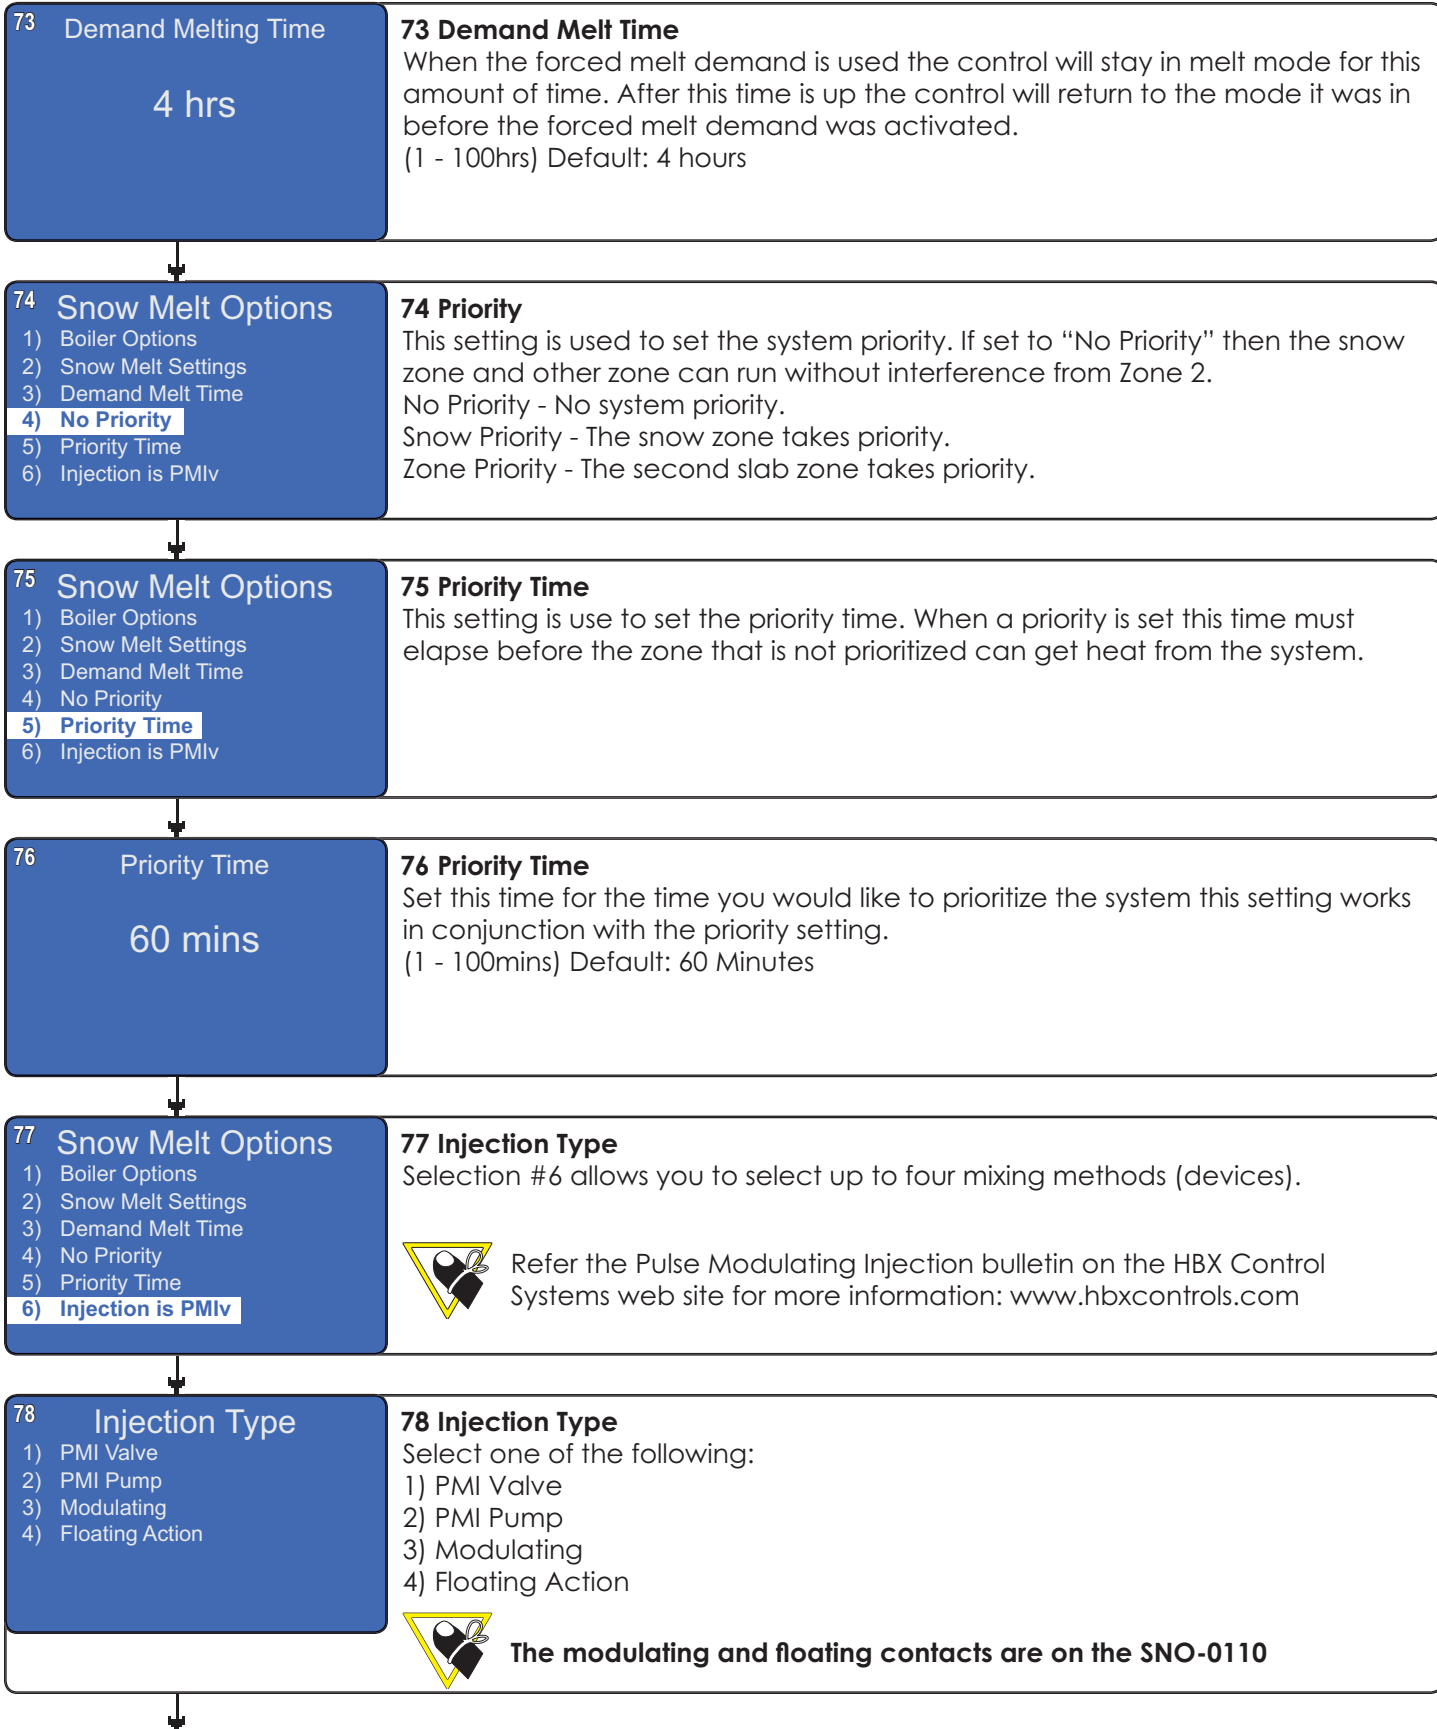 73 Demand Melting Time
4 hrs
73 Demand Melt Time
When the forced melt demand is used the control will stay in melt mode for this
amount of time. After this time is up the control will return to the mode it was in
before the forced melt demand was activated.
(1 - 100hrs) Default: 4 hours
74 Snow Melt Options
1) Boiler Options
2) Snow Melt Settings
3) Demand Melt Time
4) No Priority
5) Priority Time
6) Injection is PMIv
74 Priority
This setting is used to set the system priority. If set to “No Priority” then the snow
zone and other zone can run without interference from Zone 2.
No Priority - No system priority.
Snow Priority - The snow zone takes priority.
Zone Priority - The second slab zone takes priority.
75 Snow Melt Options
1) Boiler Options
2) Snow Melt Settings
3) Demand Melt Time
4) No Priority
5) Priority Time
6) Injection is PMIv
75 Priority Time
This setting is use to set the priority time. When a priority is set this time must
elapse before the zone that is not prioritized can get heat from the system.
76 Priority Time
60 mins
76 Priority Time
Set this time for the time you would like to prioritize the system this setting works
in conjunction with the priority setting.
(1 - 100mins) Default: 60 Minutes
77 Snow Melt Options
1) Boiler Options
2) Snow Melt Settings
3) Demand Melt Time
4) No Priority
5) Priority Time
6) Injection is PMIv
77 Injection Type
Selection #6 allows you to select up to four mixing methods (devices).
Refer the Pulse Modulating Injection bulletin on the HBX Control
Systems web site for more information: www.hbxcontrols.com
78 Injection Type
1) PMI Valve
2) PMI Pump
3) Modulating
4) Floating Action
78 Injection Type
Select one of the following:
1) PMI Valve
2) PMI Pump
3) Modulating
4) Floating Action
The modulating and floating contacts are on the SNO-0110